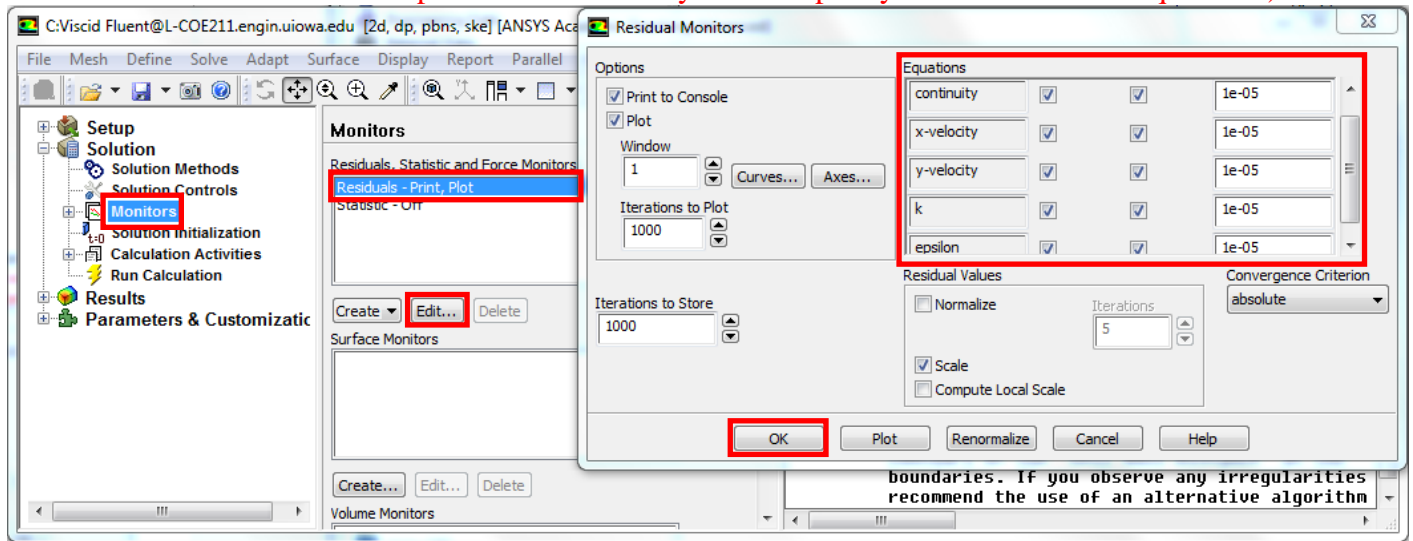 C:Viscid Fluent@L-COE211.engin.uiowa.edu [2d, dp, pbns, ske] [ANSYS Aca
File Mesh Define Solve Adapt Surface Display Report Parallel
Setup
Solution
Solution Methods
Solution Controls
Monitors
Solution Initialization
Calculation Activities
Run Calculation
Results
Parameters & Customizatic
Monitors
Residuals, Statistic and Force Monitors
Residuals - Print, Plot
Statistic - Off
Create Edit... Delete
Surface Monitors
Create... Edit... Delete
Volume Monitors
Residual Monitors
Options
Print to Console
Plot
Window
1 Curves... Axes...
Iterations to Plot
1000
Iterations to Store
1000
Equations
continuity 1e-05
x-velocity 1e-05
y-velocity 1e-05
k 1e-05
epsilon 1e-05
Residual Values
Normalize Iterations
5
Scale
Compute Local Scale
Convergence Criterion
absolute
OK Plot Renormalize Cancel Help
boundaries. If you observe any irregularities
recommend the use of an alternative algorithm